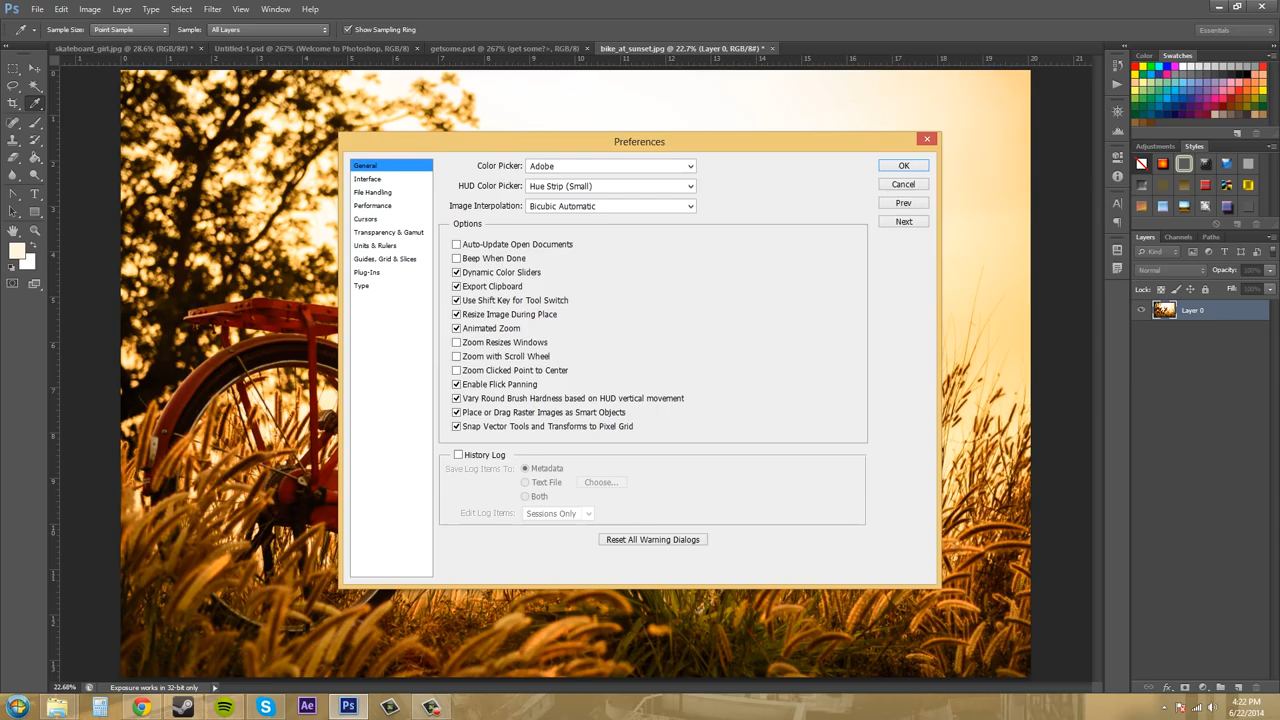 Ps File Edit Image Layer Type Select Filter View Window Help
Sample Size: Point Sample Sample: All Layers Show Sampling Ring Essentials
skateboard_girl.jpg @ 28.6% (RGB/8#) * × Untitled-1.psd @ 267% (Welcome to Photoshop, RGB/8) × getsome.psd @ 267% (get some?>, RGB/8) × bike_at_sunset.jpg @ 22.7% (Layer 0, RGB/8#) * ×
Color Swatches
Preferences
General
Interface
File Handling
Performance
Cursors
Transparency & Gamut
Units & Rulers
Guides, Grid & Slices
Plug-Ins
Type
Color Picker: Adobe
HUD Color Picker: Hue Strip (Small)
Image Interpolation: Bicubic Automatic
Options
Auto-Update Open Documents
Beep When Done
Dynamic Color Sliders
Export Clipboard
Use Shift Key for Tool Switch
Resize Image During Place
Animated Zoom
Zoom Resizes Windows
Zoom with Scroll Wheel
Zoom Clicked Point to Center
Enable Flick Panning
Vary Round Brush Hardness based on HUD vertical movement
Place or Drag Raster Images as Smart Objects
Snap Vector Tools and Transforms to Pixel Grid
History Log
Save Log Items To: Metadata
Text File Choose...
Both
Edit Log Items: Sessions Only
Reset All Warning Dialogs
OK
Cancel
Prev
Next
Adjustments Styles
Layers Channels Paths
Kind
Normal Opacity: 100%
Lock: Fill: 100%
Layer 0
22.68% Exposure works in 32-bit only
Ae Ps
4:22 PM
6/22/2014